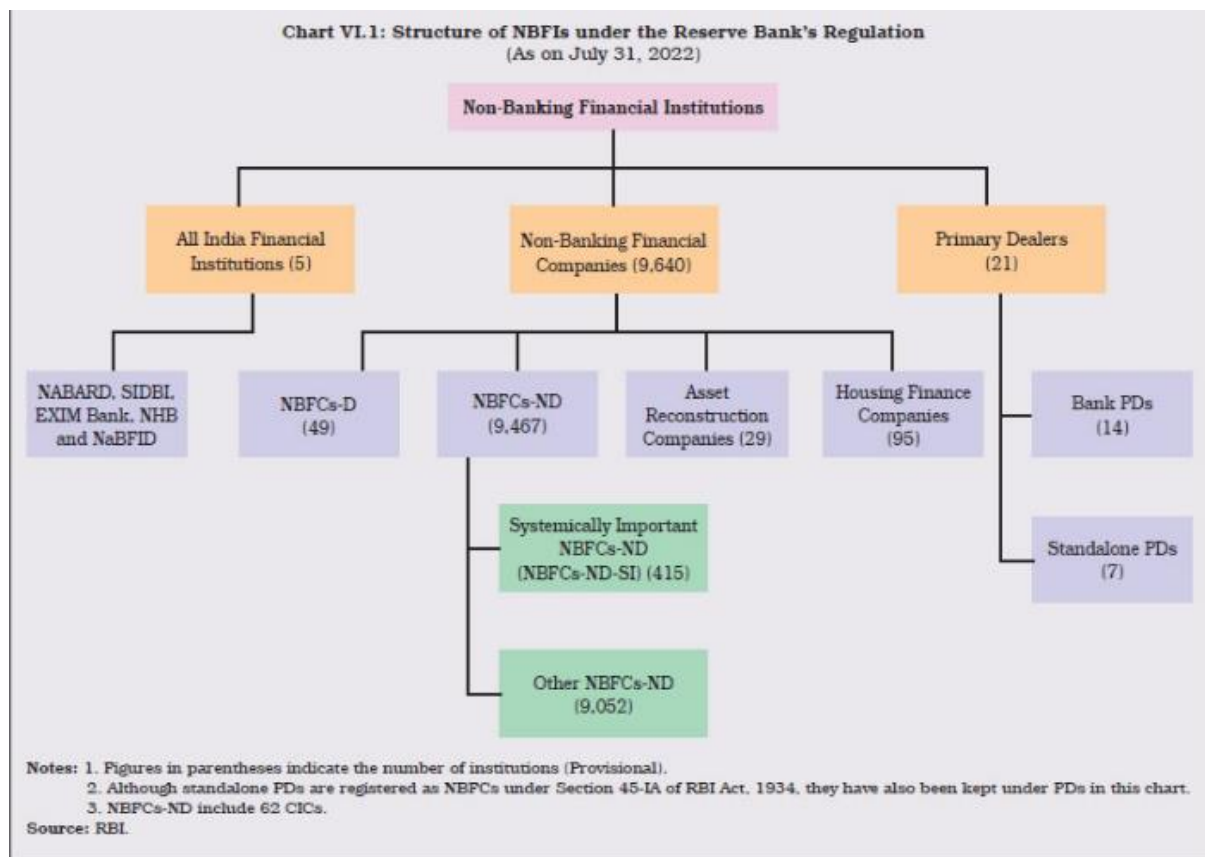 Chart VI.1: Structure of NBFIs under the Reserve Bank's Regulation
(As on July 31, 2022)
Non-Banking Financial Institutions
All India Financial
Institutions (5)
Non-Banking Financial
Companies (9,640)
Primary Dealers
(21)
NABARD, SIDBI,
EXIM Bank, NHB
and NaBFID
NBFCs-D
(49)
NBFCs-ND
(9,467)
Asset
Reconstruction
Companies (29)
Housing Finance
Companies
(95)
Bank PDs
(14)
Systemically Important
NBFCs-ND
(NBFCs-ND-SI) (415)
Standalone PDs
(7)
Other NBFCs-ND
(9,052)
Notes: 1. Figures in parentheses indicate the number of institutions (Provisional).
2. Although standalone PDs are registered as NBFCs under Section 45-IA of RBI Act, 1934, they have also been kept under PDs in this chart.
3. NBFCs-ND include 62 CICs.
Source: RBI.